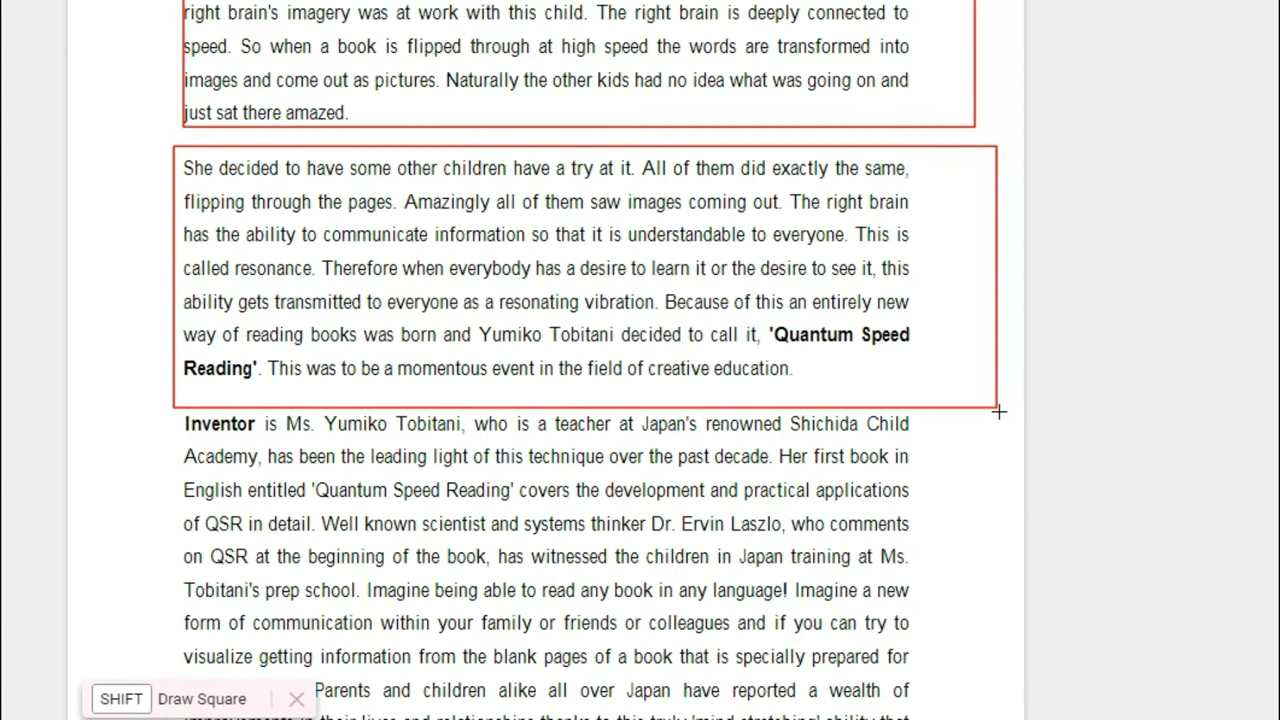 right brain's imagery was at work with this child. The right brain is deeply connected to
speed. So when a book is flipped through at high speed the words are transformed into
images and come out as pictures. Naturally the other kids had no idea what was going on and
just sat there amazed.
She decided to have some other children have a try at it. All of them did exactly the same,
flipping through the pages. Amazingly all of them saw images coming out. The right brain
has the ability to communicate information so that it is understandable to everyone. This is
called resonance. Therefore when everybody has a desire to learn it or the desire to see it, this
ability gets transmitted to everyone as a resonating vibration. Because of this an entirely new
way of reading books was born and Yumiko Tobitani decided to call it, 'Quantum Speed
Reading'. This was to be a momentous event in the field of creative education.
Inventor is Ms. Yumiko Tobitani, who is a teacher at Japan's renowned Shichida Child
Academy, has been the leading light of this technique over the past decade. Her first book in
English entitled 'Quantum Speed Reading' covers the development and practical applications
of QSR in detail. Well known scientist and systems thinker Dr. Ervin Laszlo, who comments
on QSR at the beginning of the book, has witnessed the children in Japan training at Ms.
Tobitani's prep school. Imagine being able to read any book in any language! Imagine a new
form of communication within your family or friends or colleagues and if you can try to
visualize getting information from the blank pages of a book that is specially prepared for
Parents and children alike all over Japan have reported a wealth of
their lives and relationships thanks to this truly 'mind stretching' ability that
SHIFT Draw Square